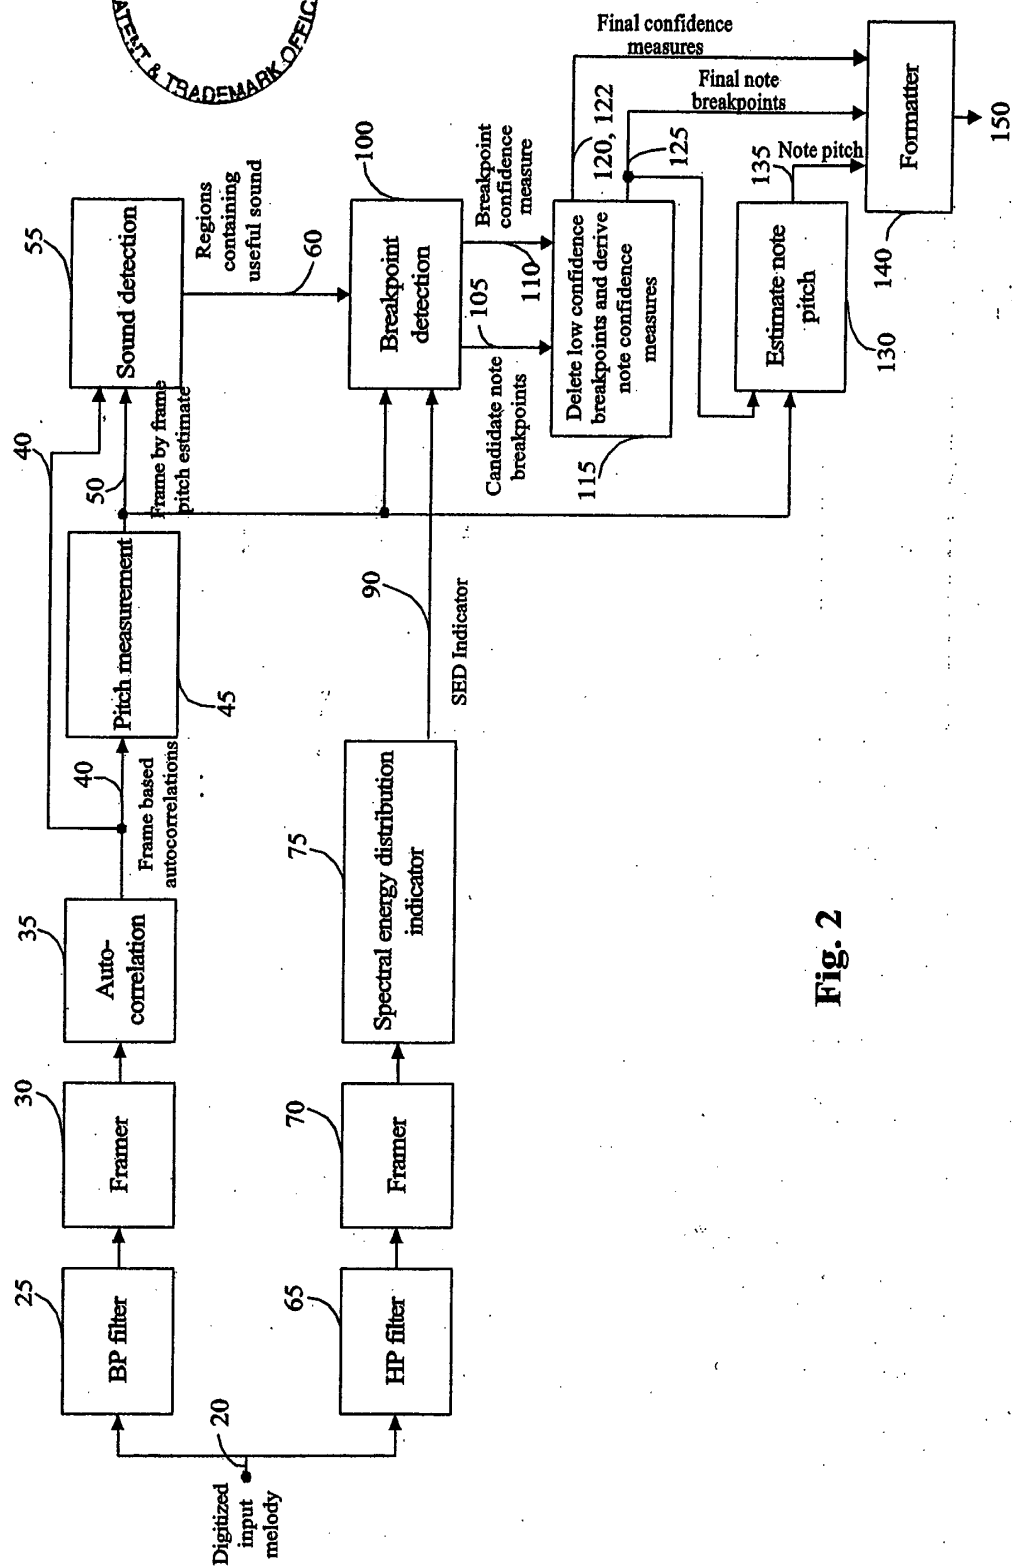 ATENT & TRADEMARK OFFIC
55
Sound detection
40
50
Frame by frame
pitch estimate
Regions
containing
useful sound
60
Pitch measurement
45
40
Frame based
autocorrelations
35
Auto-
correlation
30
Framer
25
BP filter
20
Digitized
input
melody
65
HP filter
70
Framer
75
Spectral energy distribution
indicator
90
SED Indicator
100
Breakpoint
detection
Breakpoint
confidence
measure
110
105
Candidate note
breakpoints
Delete low confidence
breakpoints and derive
note confidence
measures
115
120, 122
Final confidence
measures
125
Final note
breakpoints
Estimate note
pitch
130
135
Note pitch
Formatter
140
150
Fig. 2